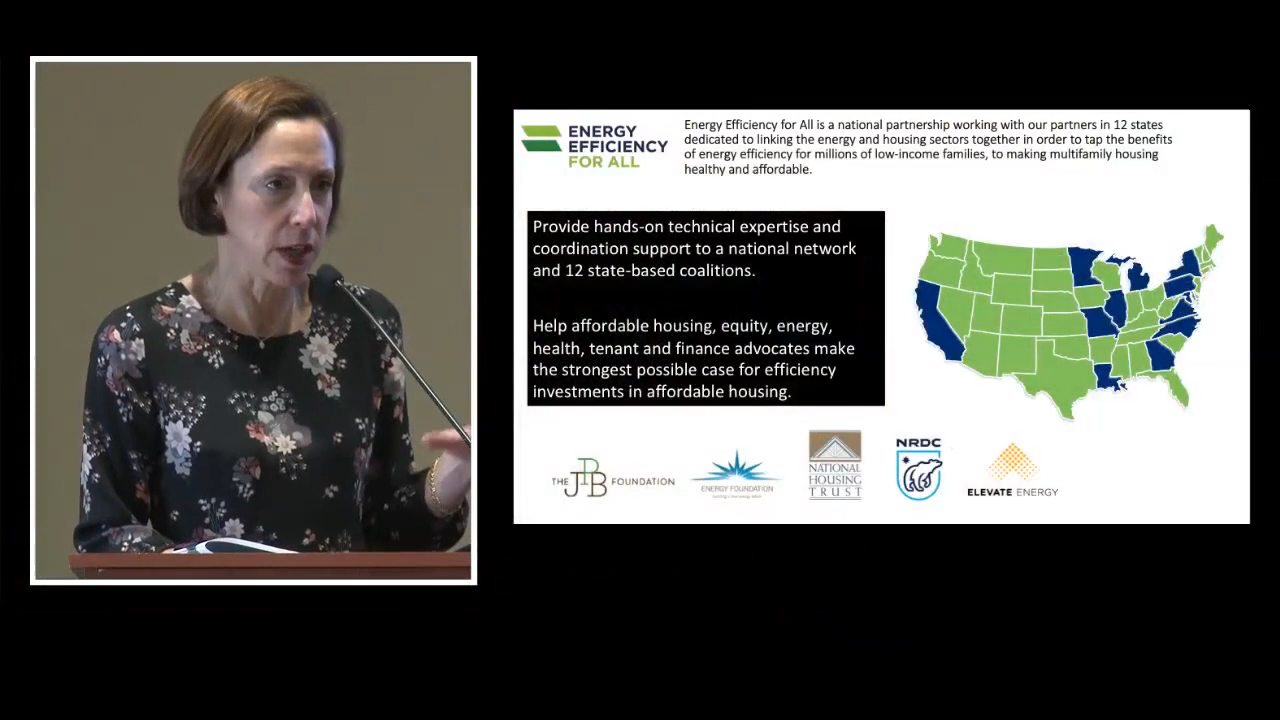 ENERGY
EFFICIENCY
FOR ALL
Energy Efficiency for All is a national partnership working with our partners in 12 states
dedicated to linking the energy and housing sectors together in order to tap the benefits
of energy efficiency for millions of low-income families, to making multifamily housing
healthy and affordable.
Provide hands-on technical expertise and
coordination support to a national network
and 12 state-based coalitions.
Help affordable housing, equity, energy,
health, tenant and finance advocates make
the strongest possible case for efficiency
investments in affordable housing.
THE JPB FOUNDATION
ENERGY FOUNDATION
NATIONAL
HOUSING
TRUST
NRDC
ELEVATE ENERGY